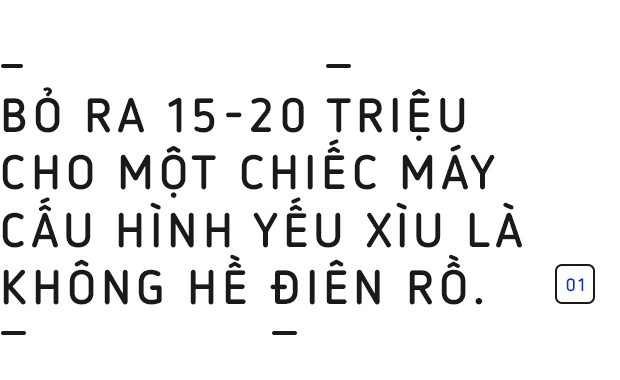 BỎ RA 15-20 TRIỆU
CHO MỘT CHIẾC MÁY
CẤU HÌNH YẾU XÌU LÀ
KHÔNG HỀ ĐIÊN RỒ.
01